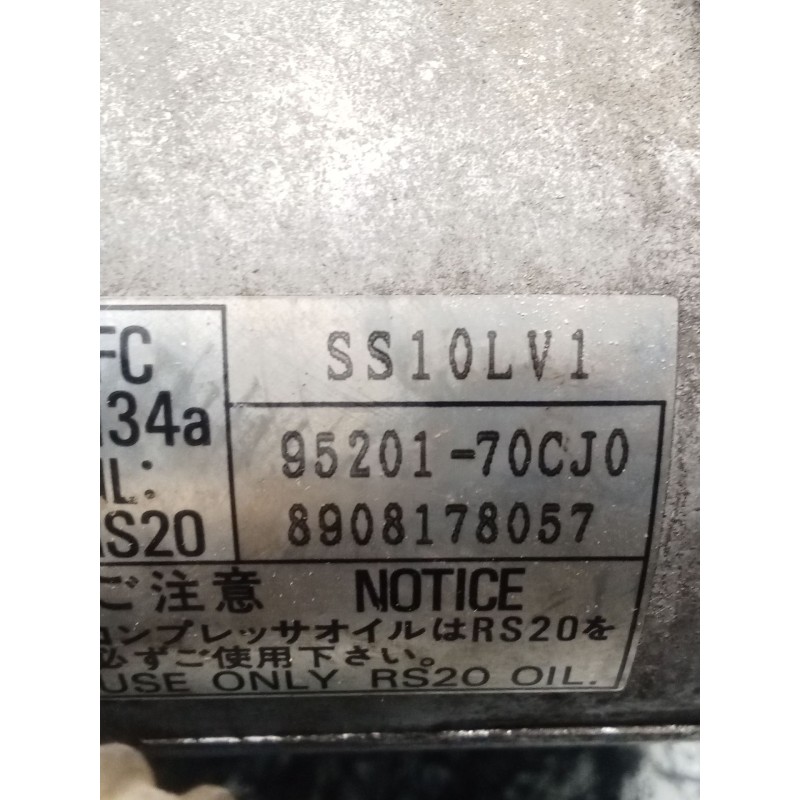 FC
SS10LV1
134a
95201-70CJ0
L:
8908178057
RS20
ご注意 NOTICE
コンプレッサオイルはRS20を
必ずご使用下さい。
USE ONLY RS20 OIL.